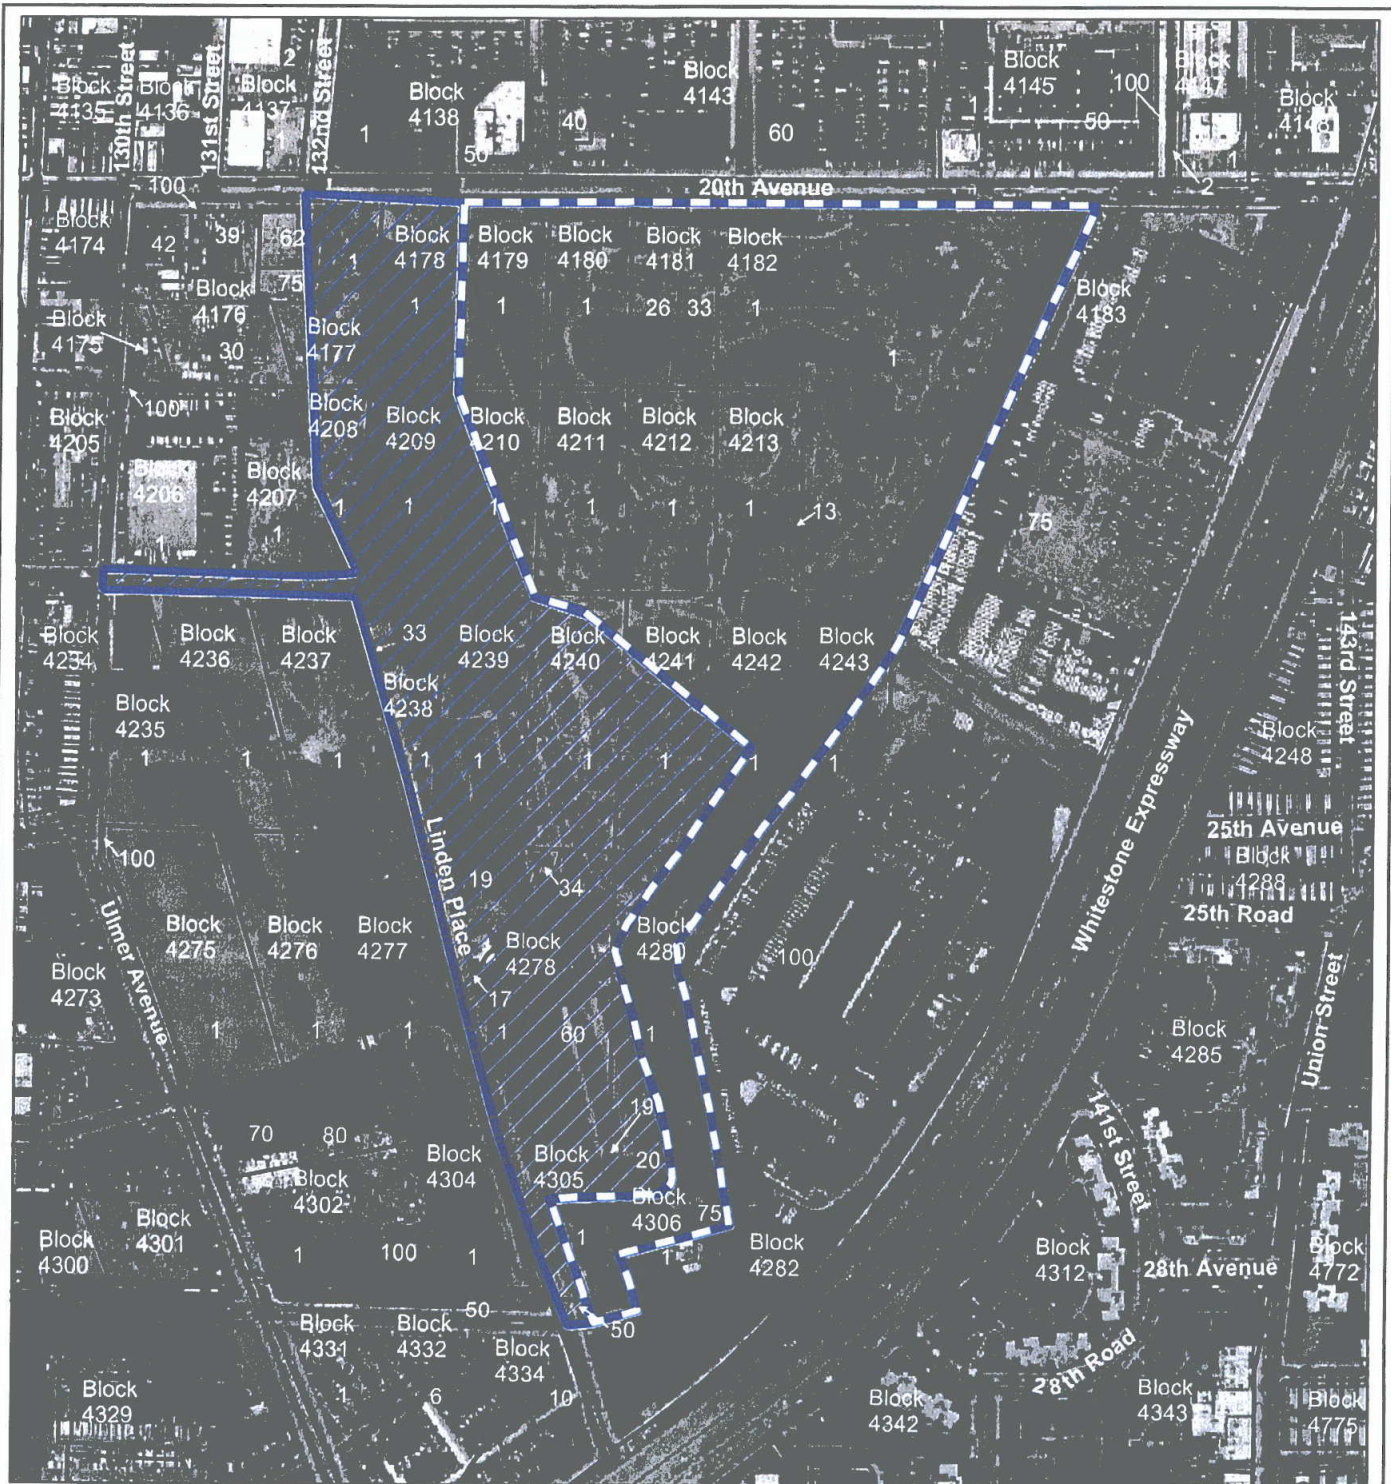 130th Street
131st Street
132nd Street
Block
4135
Block
4136
Block
4137
2
Block
4138
1
50
40
Block
4143
60
1
Block
4145
100
50
Block
4147
1
2
Block
4148
20th Avenue
100
Block
4174
42
39
62
75
Block
4176
30
Block
4175
100
1
Block
4178
1
Block
4177
Block
4179
1
Block
4180
1
Block
4181
26
33
Block
4182
1
Block
4183
1
Block
4205
Block
4206
1
Block
4207
1
Block
4208
1
Block
4209
1
Block
4210
1
Block
4211
1
Block
4212
1
Block
4213
1
13
75
Block
4234
Block
4236
Block
4237
33
Block
4238
Block
4239
Block
4240
Block
4241
Block
4242
Block
4243
Block
4235
1
1
1
1
1
1
1
1
1
143rd Street
Block
4248
25th Avenue
Block
4288
25th Road
Whitestone Expressway
Linden Place
100
Ulmer Avenue
19
34
Block
4275
Block
4276
Block
4277
Block
4278
Block
4280
100
Block
4273
17
1
1
1
1
60
1
Block
4285
Union Street
141st Street
70
80
19
20
Block
4302
Block
4304
Block
4305
Block
4306
75
Block
4300
Block
4301
1
100
1
1
1
Block
4282
Block
4312
28th Avenue
Block
4772
50
50
Block
4331
Block
4332
Block
4334
28th Road
Block
4329
1
6
10
Block
4342
Block
4343
Block
4775